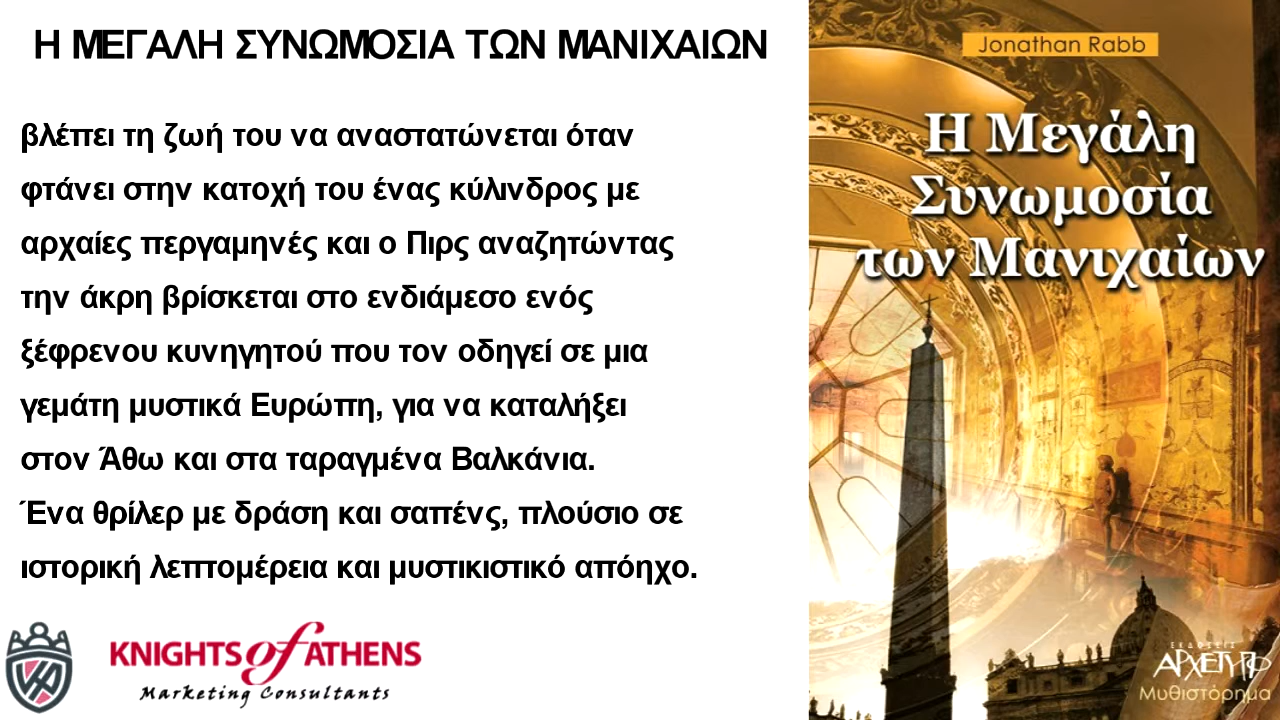 Η ΜΕΓΑΛΗ ΣΥΝΩΜΟΣΙΑ ΤΩΝ ΜΑΝΙΧΑΙΩΝ
βλέπει τη ζωή του να αναστατώνεται όταν
φτάνει στην κατοχή του ένας κύλινδρος με
αρχαίες περγαμηνές και ο Πιρς αναζητώντας
την άκρη βρίσκεται στο ενδιάμεσο ενός
ξέφρενου κυνηγητού που τον οδηγεί σε μια
γεμάτη μυστικά Ευρώπη, για να καταλήξει
στον Άθω και στα ταραγμένα Βαλκάνια.
Ένα θρίλερ με δράση και σαπένς, πλούσιο σε
ιστορική λεπτομέρεια και μυστικιστικό απόηχο.
KNIGHTS of ATHENS
Marketing Consultants
Jonathan Rabb
Η Μεγάλη
Συνωμοσία
των Μανιχαίων
ΕΚΔΟΣΕΙΣ
ΑΡΧΕΤΥΠΟ
Μυθιστόρημα